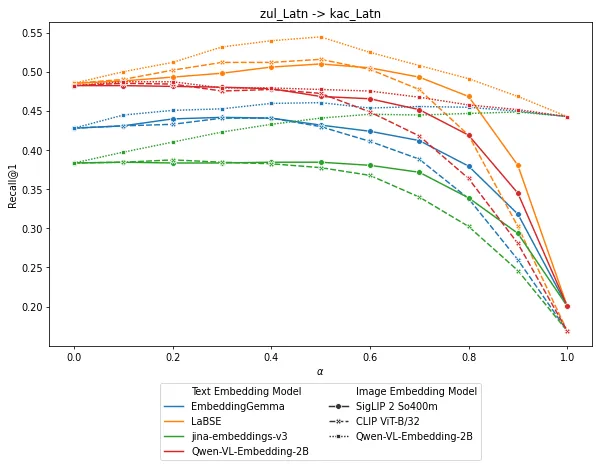 zul_Latn -> kac_Latn
Recall@1
0.55
0.50
0.45
0.40
0.35
0.30
0.25
0.20
0.0 0.2 0.4 0.6 0.8 1.0
α
Text Embedding Model
EmbeddingGemma
LaBSE
jina-embeddings-v3
Qwen-VL-Embedding-2B
Image Embedding Model
SigLIP 2 So400m
CLIP ViT-B/32
Qwen-VL-Embedding-2B